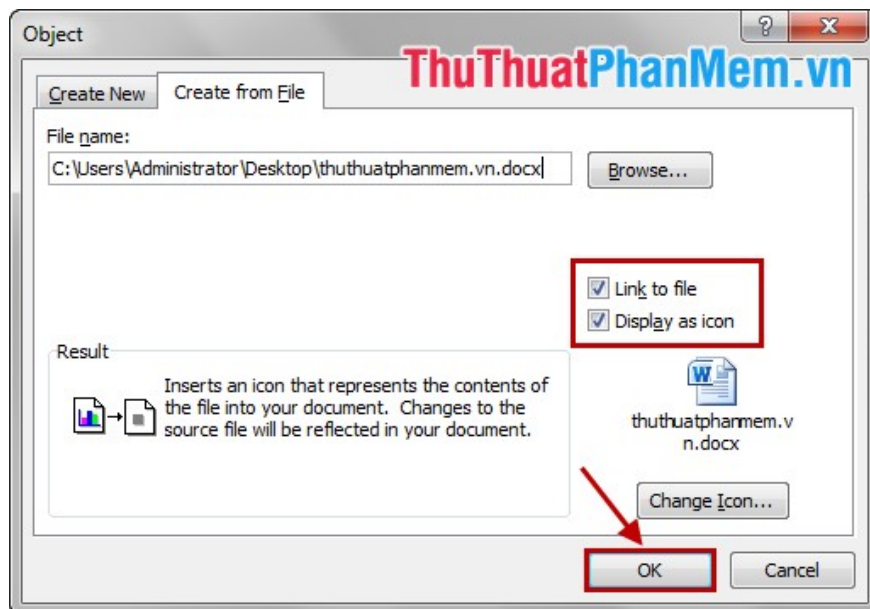 Object
ThuThuatPhanMem.vn
Create New
Create from File
File name:
C:\Users\Administrator\Desktop\thuthuatphanmem.vn.docx
Browse...
Link to file
Display as icon
Result
Inserts an icon that represents the contents of
the file into your document. Changes to the
source file will be reflected in your document.
W
thuthuatphanmem.v
n.docx
Change Icon...
OK
Cancel